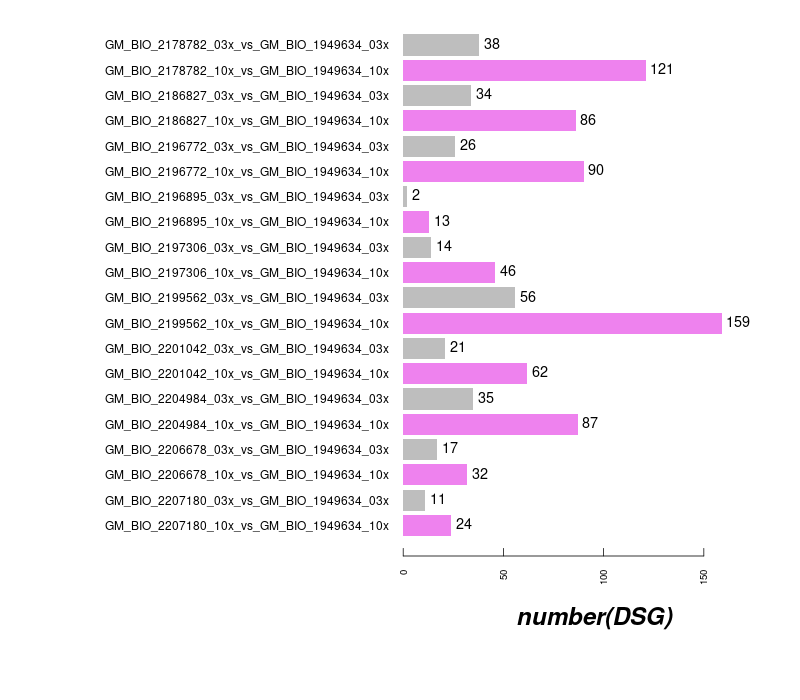 GM_BIO_2178782_03x_vs_GM_BIO_1949634_03x 38
GM_BIO_2178782_10x_vs_GM_BIO_1949634_10x 121
GM_BIO_2186827_03x_vs_GM_BIO_1949634_03x 34
GM_BIO_2186827_10x_vs_GM_BIO_1949634_10x 86
GM_BIO_2196772_03x_vs_GM_BIO_1949634_03x 26
GM_BIO_2196772_10x_vs_GM_BIO_1949634_10x 90
GM_BIO_2196895_03x_vs_GM_BIO_1949634_03x 2
GM_BIO_2196895_10x_vs_GM_BIO_1949634_10x 13
GM_BIO_2197306_03x_vs_GM_BIO_1949634_03x 14
GM_BIO_2197306_10x_vs_GM_BIO_1949634_10x 46
GM_BIO_2199562_03x_vs_GM_BIO_1949634_03x 56
GM_BIO_2199562_10x_vs_GM_BIO_1949634_10x 159
GM_BIO_2201042_03x_vs_GM_BIO_1949634_03x 21
GM_BIO_2201042_10x_vs_GM_BIO_1949634_10x 62
GM_BIO_2204984_03x_vs_GM_BIO_1949634_03x 35
GM_BIO_2204984_10x_vs_GM_BIO_1949634_10x 87
GM_BIO_2206678_03x_vs_GM_BIO_1949634_03x 17
GM_BIO_2206678_10x_vs_GM_BIO_1949634_10x 32
GM_BIO_2207180_03x_vs_GM_BIO_1949634_03x 11
GM_BIO_2207180_10x_vs_GM_BIO_1949634_10x 24
0 50 100 150
number(DSG)